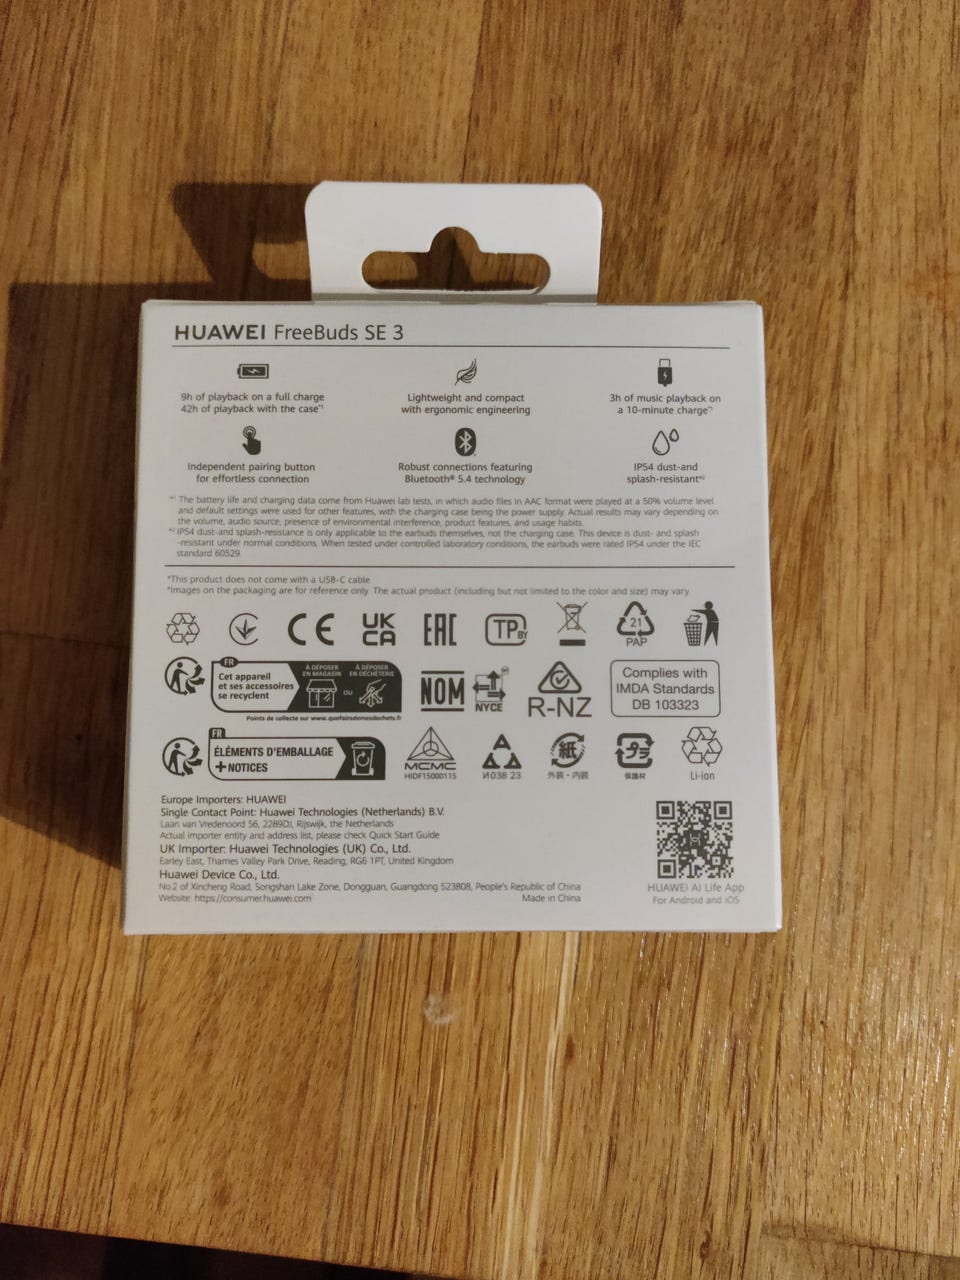 HUAWEI FreeBuds SE 3
9h of playback on a full charge
42h of playback with the case*1
Lightweight and compact
with ergonomic engineering
3h of music playback on
a 10-minute charge*1
Independent pairing button
for effortless connection
Robust connections featuring
Bluetooth® 5.4 technology
IP54 dust-and
splash-resistant*2
*1 The battery life and charging data come from Huawei lab tests, in which audio files in AAC format were played at a 50% volume level
and default settings were used for other features, with the charging case being the power supply. Actual results may vary depending on
the volume, audio source, presence of environmental interference, product features, and usage habits.
*2 IP54 dust-and splash-resistance is only applicable to the earbuds themselves, not the charging case. This device is dust- and splash
-resistant under normal conditions. When tested under controlled laboratory conditions, the earbuds were rated IP54 under the IEC
standard 60529.
*This product does not come with a USB-C cable.
*Images on the packaging are for reference only. The actual product (including but not limited to the color and size) may vary.
CE
UK
CA
EAC
TP BY
21
PAP
FR
Cet appareil
et ses accessoires
se recyclent
À DÉPOSER
EN MAGASIN
OU
À DÉPOSER
EN DÉCHÈTERIE
Points de collecte sur www.quefairedemesdechets.fr
NOM
NYCE
R-NZ
Complies with
IMDA Standards
DB 103323
FR
ÉLÉMENTS D'EMBALLAGE
+NOTICES
MCMC
HIDF15000115
И038 23
紙
外装・内装
プラ
保護材
Li-ion
Europe Importers: HUAWEI
Single Contact Point: Huawei Technologies (Netherlands) B.V.
Laan van Vredenoord 56, 2289DJ, Rijswijk, the Netherlands
Actual importer entity and address list, please check Quick Start Guide
UK Importer: Huawei Technologies (UK) Co., Ltd.
Earley East, Thames Valley Park Drive, Reading, RG6 1PT, United Kingdom
Huawei Device Co., Ltd.
No.2 of Xincheng Road, Songshan Lake Zone, Dongguan, Guangdong 523808, People's Republic of China
Website: https://consumer.huawei.com
Made in China
HUAWEI AI Life App
For Android and iOS